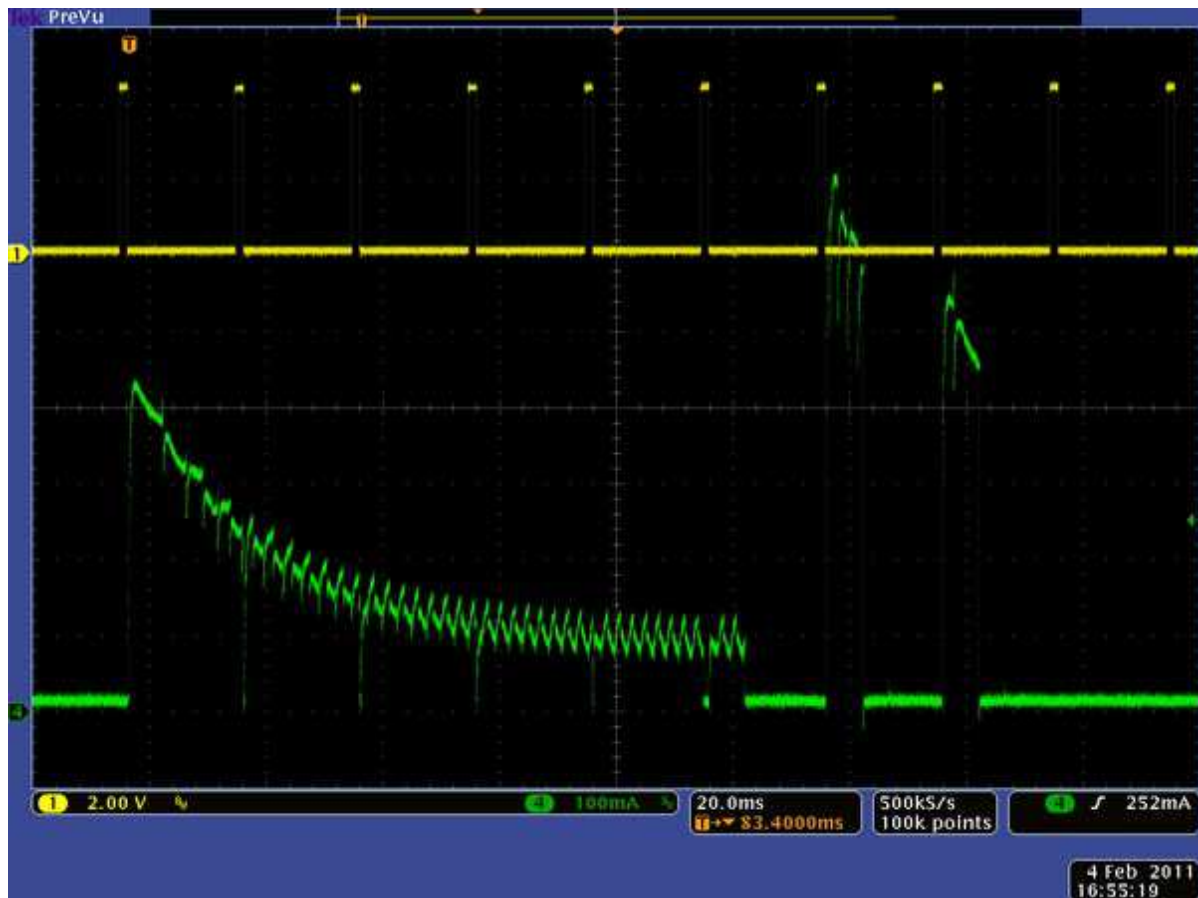 Tek PreVu
T
1
4
1 2.00 V 4 100mA 20.0ms 500kS/s 4 252mA
T 83.4000ms 100k points
4 Feb 2011
16:55:19